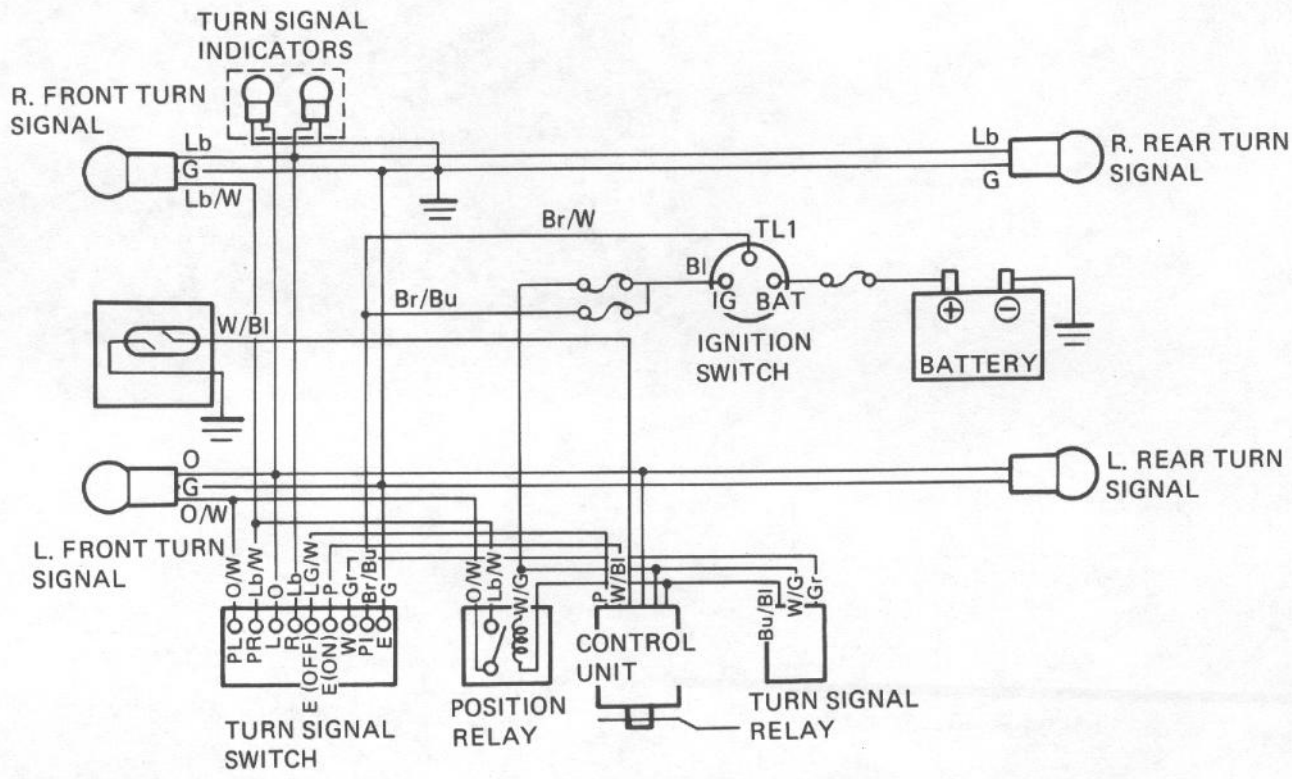 TURN SIGNAL
INDICATORS
R. FRONT TURN
SIGNAL
Lb
G
Lb/W
Lb
G
R. REAR TURN
SIGNAL
Br/W
TL1
Bl
IG
BAT
Br/Bu
IGNITION
SWITCH
BATTERY
W/Bl
O
G
O/W
L. FRONT TURN
SIGNAL
L. REAR TURN
SIGNAL
O/W
Lb/W
O
Lb
LG/W
P
Gr
Br/Bu
G
PL
PR
L
R
E (OFF)
E (ON)
W
PI
E
TURN SIGNAL
SWITCH
O/W
Lb/W
W/G
POSITION
RELAY
P
W/Bl
CONTROL
UNIT
Bu/Bl
W/G
Gr
TURN SIGNAL
RELAY